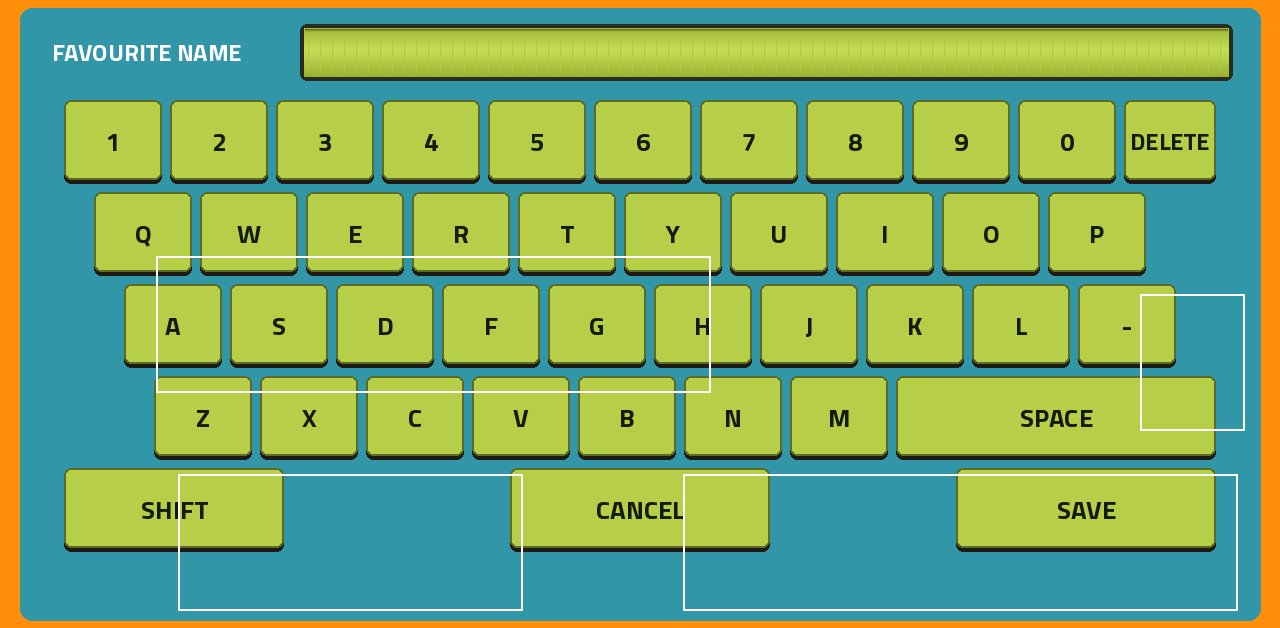 FAVOURITE NAME
1 2 3 4 5 6 7 8 9 0 DELETE
Q W E R T Y U I O P
A S D F G H J K L -
Z X C V B N M SPACE
SHIFT CANCEL SAVE